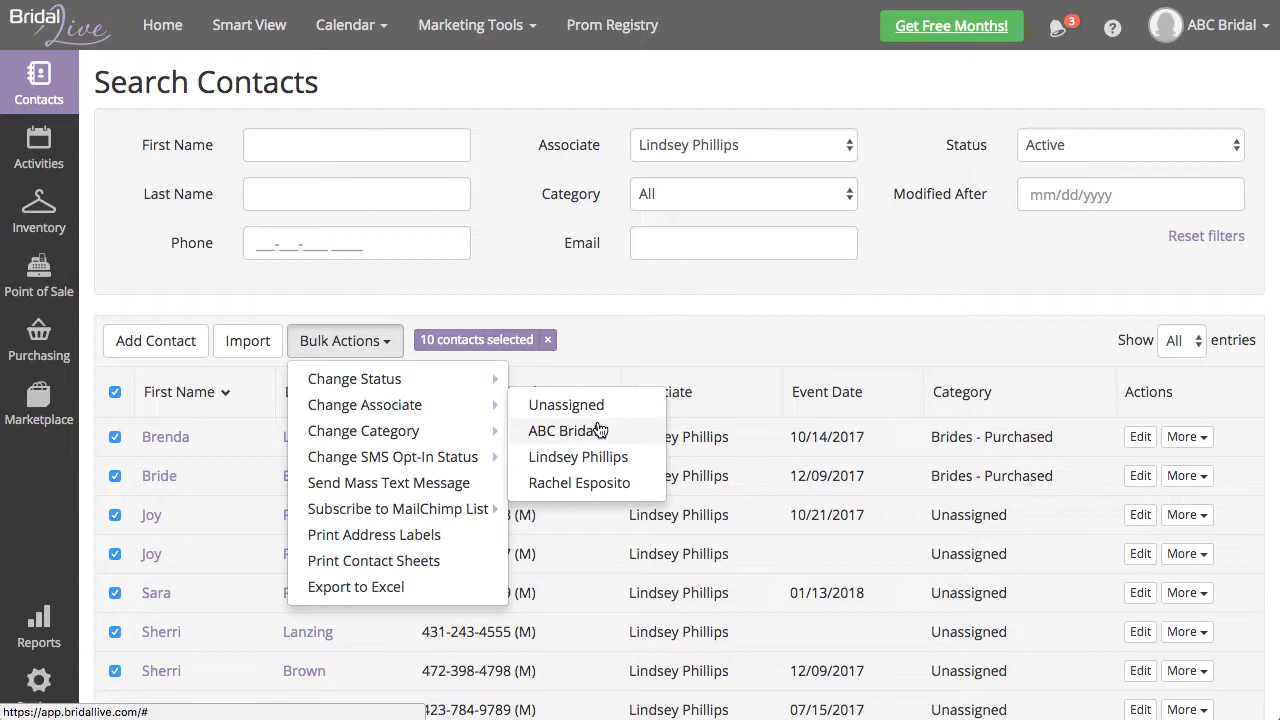 Bridal Live
Home
Smart View
Calendar
Marketing Tools
Prom Registry
Get Free Months!
3
ABC Bridal
Contacts
Activities
Inventory
Point of Sale
Purchasing
Marketplace
Reports
Search Contacts
First Name
Associate
Lindsey Phillips
Status
Active
Last Name
Category
All
Modified After
mm/dd/yyyy
Phone
___-___-____ _____
Email
Reset filters
Add Contact
Import
Bulk Actions
10 contacts selected ×
Show All entries
First Name
Event Date
Category
Actions
Change Status
Change Associate
Change Category
Change SMS Opt-In Status
Send Mass Text Message
Subscribe to MailChimp List
Print Address Labels
Print Contact Sheets
Export to Excel
Unassigned
ABC Bridal
Lindsey Phillips
Rachel Esposito
Brenda 10/14/2017 Brides - Purchased Edit More
Bride 12/09/2017 Brides - Purchased Edit More
Joy (M) Lindsey Phillips 10/21/2017 Unassigned Edit More
Joy (M) Lindsey Phillips Unassigned Edit More
Sara (M) Lindsey Phillips 01/13/2018 Unassigned Edit More
Sherri Lanzing 431-243-4555 (M) Lindsey Phillips Unassigned Edit More
Sherri Brown 472-398-4798 (M) Lindsey Phillips 12/09/2017 Unassigned Edit More
423-784-9789 (M) Lindsey Phillips 07/15/2017 Unassigned Edit More
https://app.bridallive.com/#